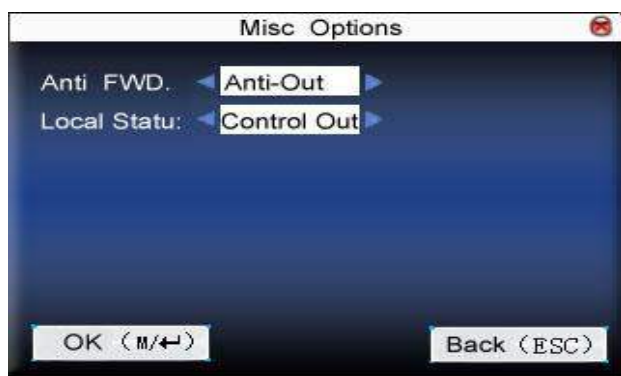 Misc Options
Anti FWD. Anti-Out
Local Statu: Control Out
OK (M/↵) Back (ESC)